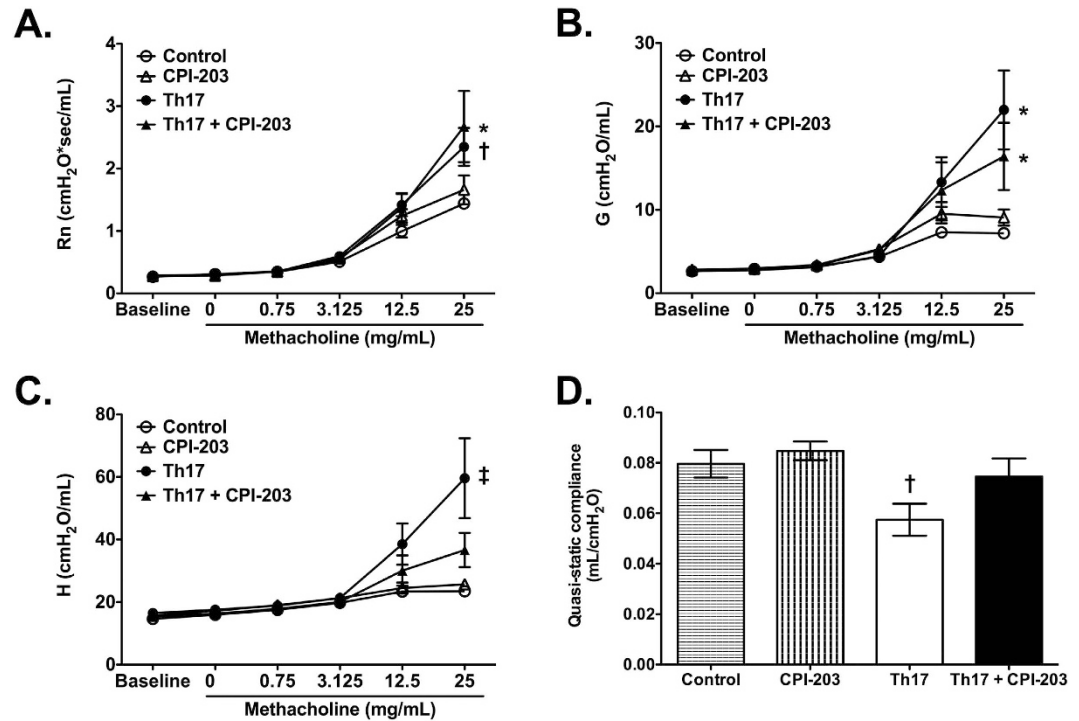 A.
Rn (cmH₂O*sec/mL)
4
3
2
1
0
Control
CPI-203
Th17
Th17 + CPI-203
*
†
Baseline 0 0.75 3.125 12.5 25
Methacholine (mg/mL)
B.
G (cmH₂O/mL)
30
20
10
0
Control
CPI-203
Th17
Th17 + CPI-203
*
*
Baseline 0 0.75 3.125 12.5 25
Methacholine (mg/mL)
C.
H (cmH₂O/mL)
80
60
40
20
0
Control
CPI-203
Th17
Th17 + CPI-203
‡
Baseline 0 0.75 3.125 12.5 25
Methacholine (mg/mL)
D.
Quasi-static compliance
(mL/cmH₂O)
0.10
0.08
0.06
0.04
0.02
0.00
†
Control CPI-203 Th17 Th17 + CPI-203